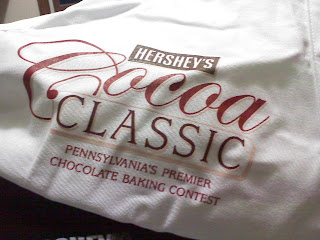 HERSHEY'S
Cocoa
CLASSIC
PENNSYLVANIA'S PREMIER
CHOCOLATE BAKING CONTEST